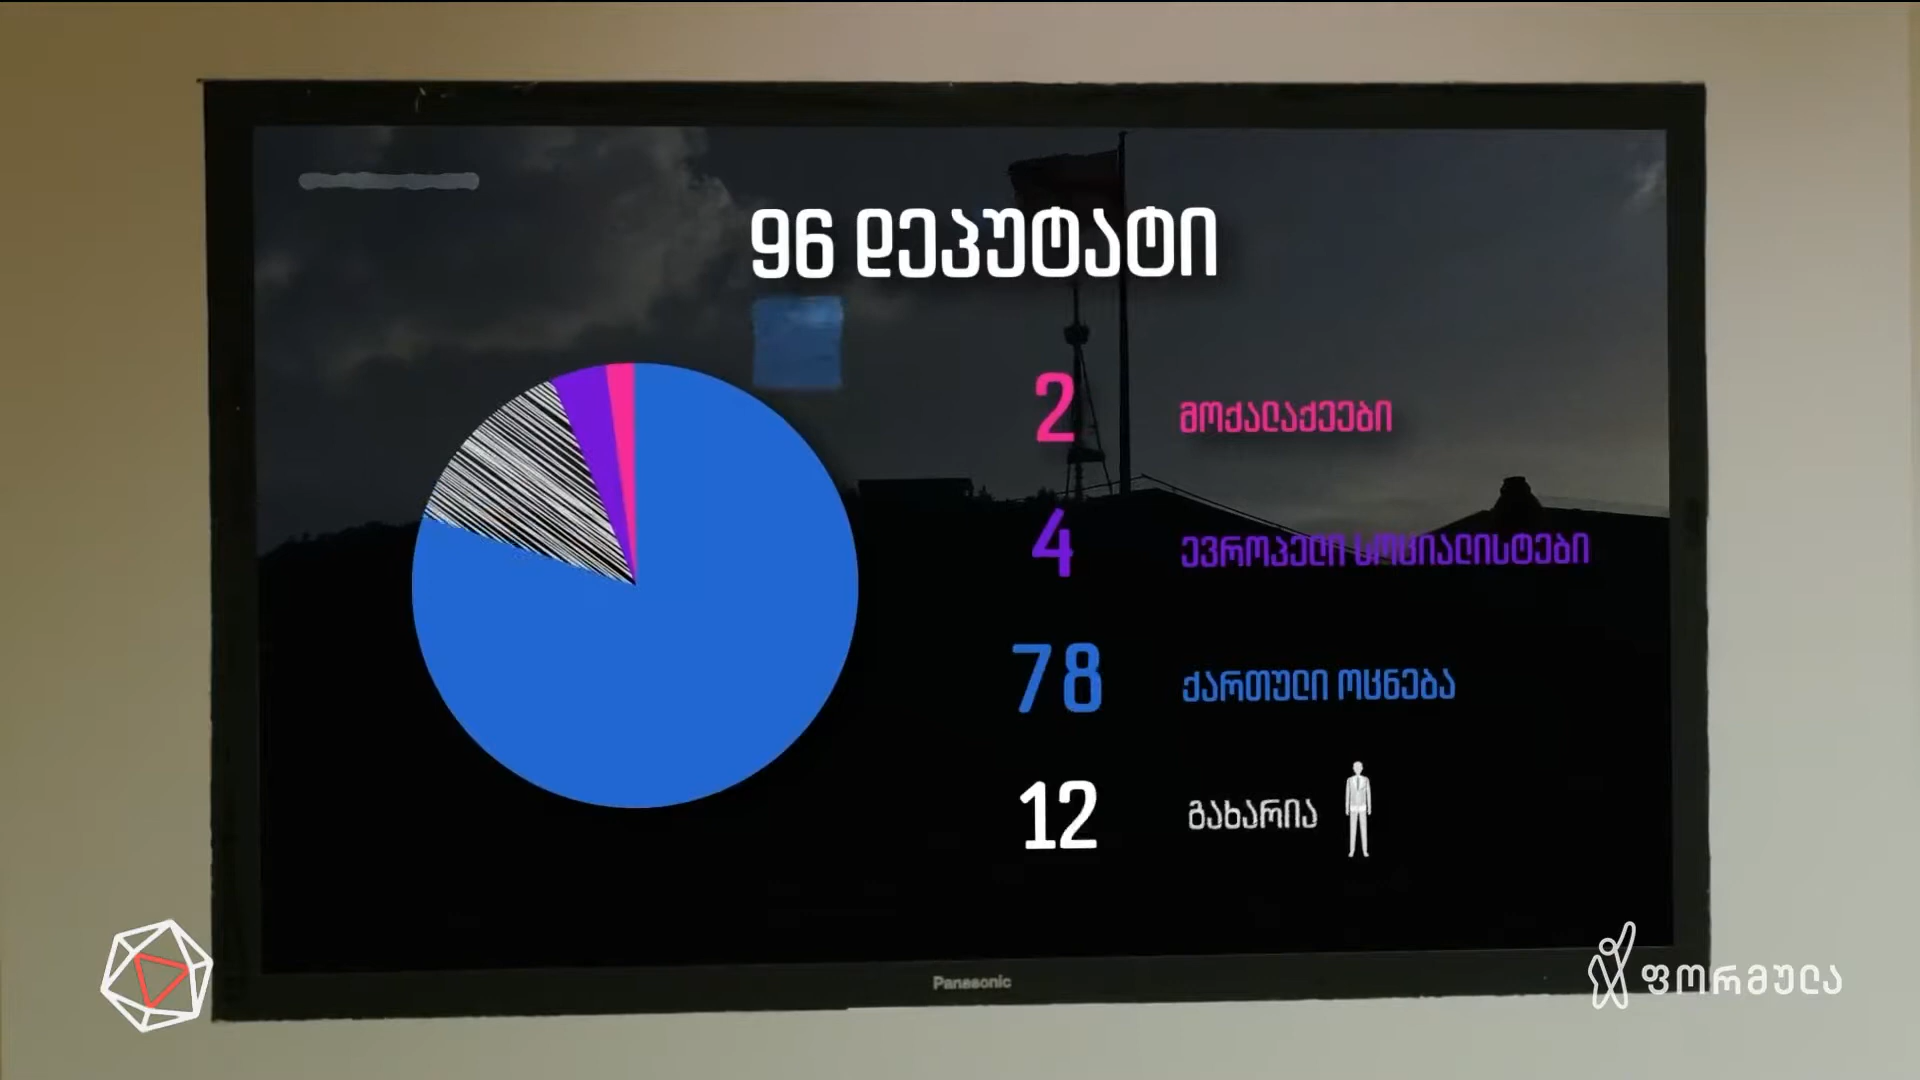 96 დეპუტატი
2 მოქალაქეები
4 ევროპელი სოციალისტები
78 ქართული ოცნება
12 გახარია
Panasonic
ფორმულა